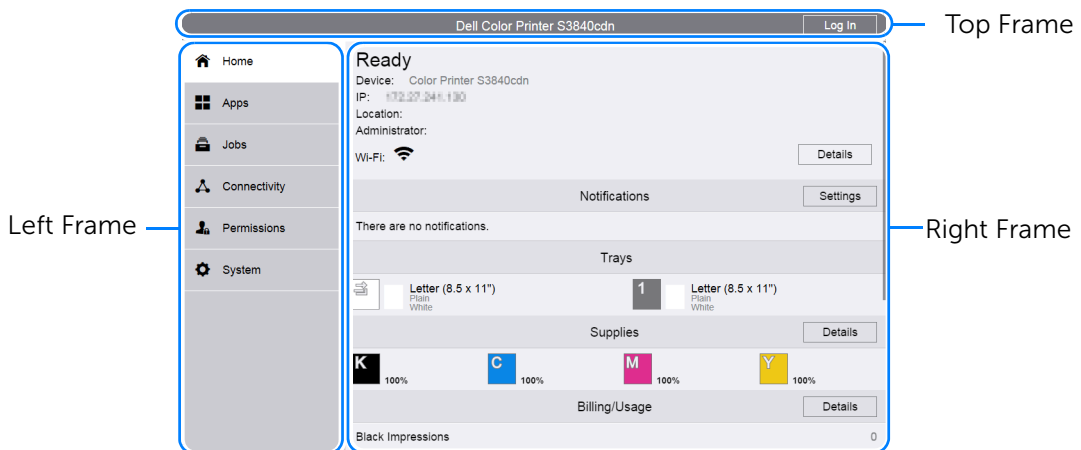 Dell Color Printer S3840cdn
Log In
Top Frame
Home
Apps
Jobs
Connectivity
Permissions
System
Left Frame
Ready
Device: Color Printer S3840cdn
IP:
Location:
Administrator:
Wi-Fi:
Details
Notifications
Settings
There are no notifications.
Right Frame
Trays
Letter (8.5 x 11")
Plain
White
1
Letter (8.5 x 11")
Plain
White
Supplies
Details
K
100%
C
100%
M
100%
Y
100%
Billing/Usage
Details
Black Impressions
0